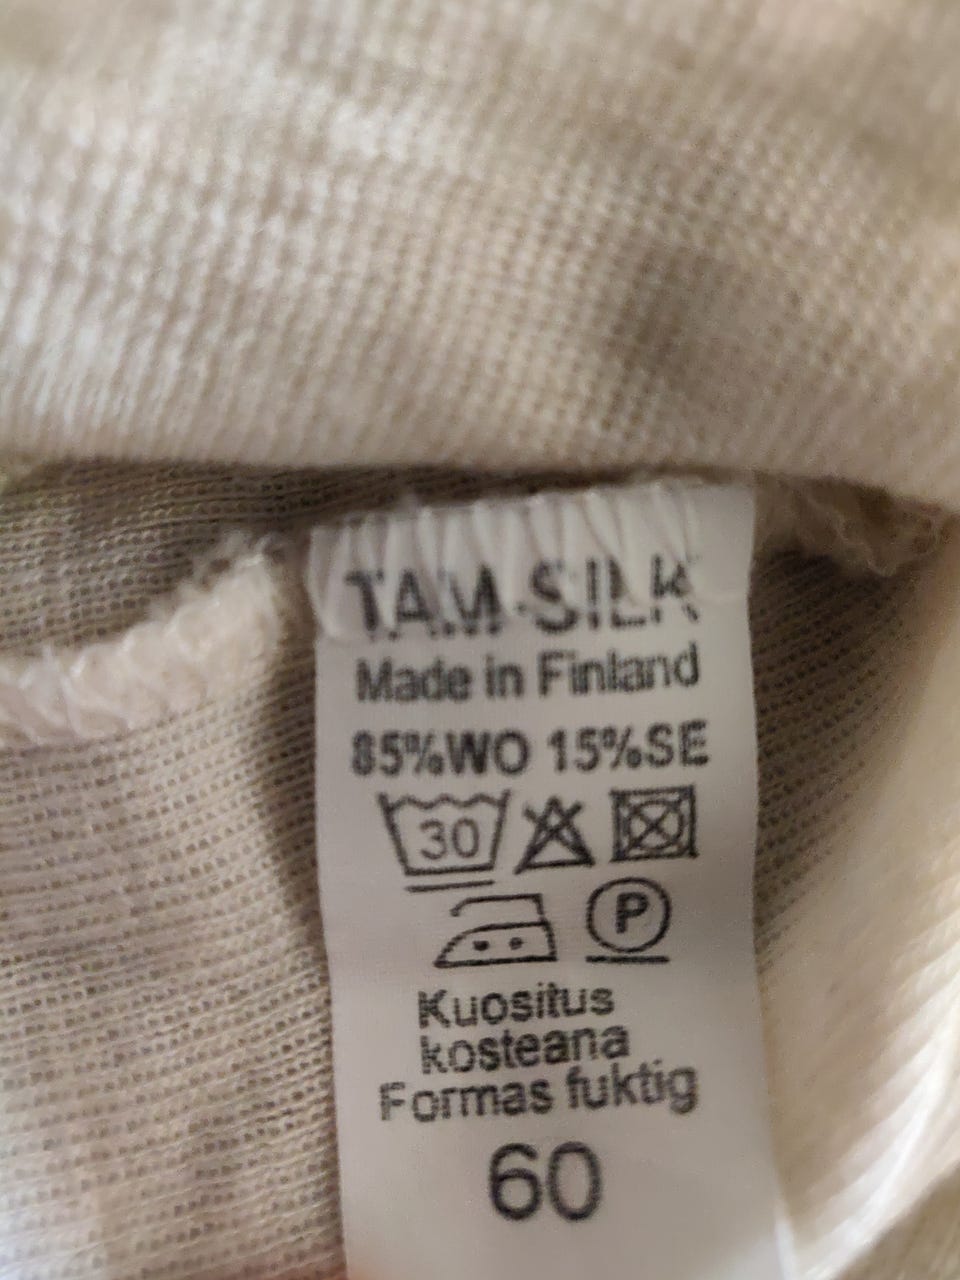 TAM-SILK
Made in Finland
85%WO 15%SE
30
P
Kuositus
kosteana
Formas fuktig
60